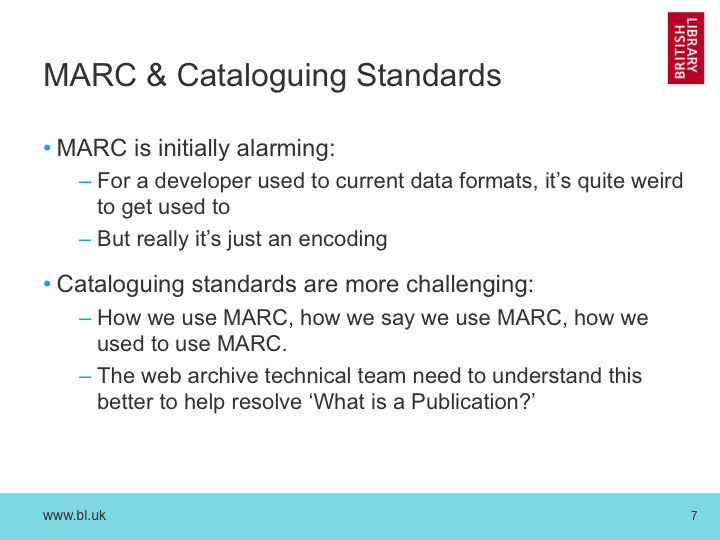 LIBRARY
BRITISH
MARC & Cataloguing Standards
• MARC is initially alarming:
– For a developer used to current data formats, it’s quite weird
to get used to
– But really it’s just an encoding
• Cataloguing standards are more challenging:
– How we use MARC, how we say we use MARC, how we
used to use MARC.
– The web archive technical team need to understand this
better to help resolve ‘What is a Publication?’
www.bl.uk
7